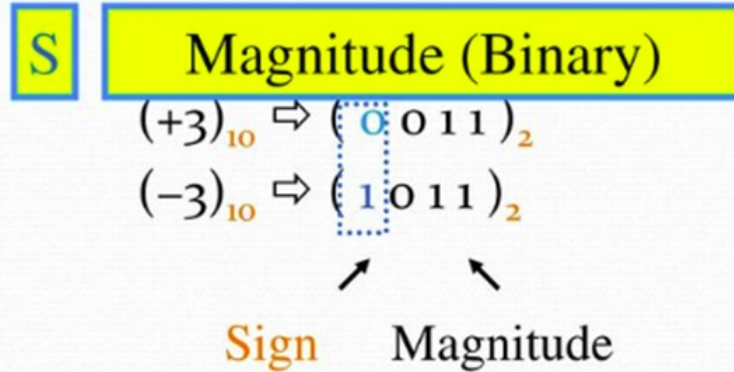 S Magnitude (Binary)
(+3)₁₀ ⇨ ( 0 0 1 1 )₂
(−3)₁₀ ⇨ ( 1 0 1 1 )₂
Sign Magnitude